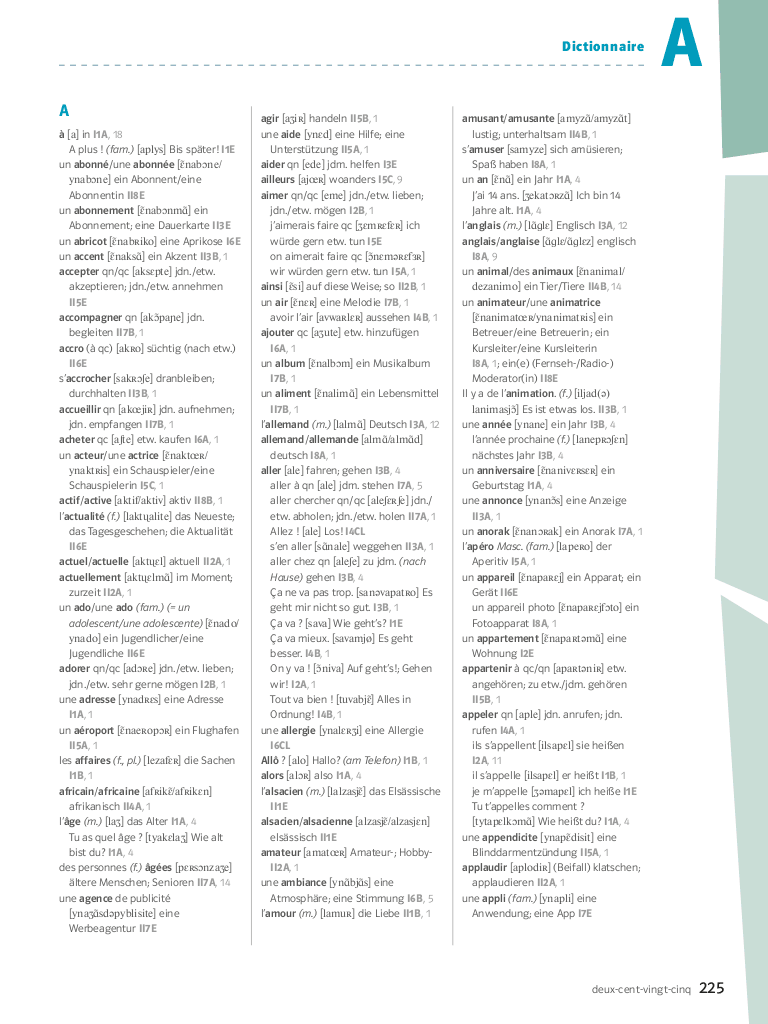 Dictionnaire
A
A
à [a] in I1A, 18
A plus ! (fam.) [aplys] Bis später! I1E
un abonné/une abonnée [ɛ̃nabɔne/
ynabɔne] ein Abonnent/eine
Abonnentin II8E
un abonnement [ɛ̃nabɔnmɑ̃] ein
Abonnement; eine Dauerkarte II3E
un abricot [ɛ̃nabʀiko] eine Aprikose I6E
un accent [ɛ̃naksɑ̃] ein Akzent II3B, 1
accepter qn/qc [aksɛpte] jdn./etw.
akzeptieren; jdn./etw. annehmen
II5E
accompagner qn [akɔ̃paɲe] jdn.
begleiten II7B, 1
accro (à qc) [akʀo] süchtig (nach etw.)
II6E
s’accrocher [sakʀɔʃe] dranbleiben;
durchhalten II3B, 1
accueillir qn [akœjiʀ] jdn. aufnehmen;
jdn. empfangen II7B, 1
acheter qc [aʃte] etw. kaufen I6A, 1
un acteur/une actrice [ɛ̃naktœʀ/
ynaktʀis] ein Schauspieler/eine
Schauspielerin I5C, 1
actif/active [aktif/aktiv] aktiv II8B, 1
l’actualité (f.) [laktɥalite] das Neueste;
das Tagesgeschehen; die Aktualität
II6E
actuel/actuelle [aktɥɛl] aktuell II2A, 1
actuellement [aktɥɛlmɑ̃] im Moment;
zurzeit II2A, 1
un ado/une ado (fam.) (= un
adolescent/une adolescente) [ɛ̃nado/
ynado] ein Jugendlicher/eine
Jugendliche II6E
adorer qn/qc [adɔʀe] jdn./etw. lieben;
jdn./etw. sehr gerne mögen I2B, 1
une adresse [ynadʀɛs] eine Adresse
I1A, 1
un aéroport [ɛ̃naeʀɔpɔʀ] ein Flughafen
II5A, 1
les affaires (f., pl.) [lezafɛʀ] die Sachen
I1B, 1
africain/africaine [afʀikɛ̃/afʀikɛn]
afrikanisch II4A, 1
l’âge (m.) [laʒ] das Alter I1A, 4
Tu as quel âge ? [tyakɛlaʒ] Wie alt
bist du? I1A, 4
des personnes (f.) âgées [pɛʀsɔnzaʒe]
ältere Menschen; Senioren II7A, 14
une agence de publicité
[ynaʒɑ̃sdəpyblisite] eine
Werbeagentur II7E
agir [aʒiʀ] handeln II5B, 1
une aide [ynɛd] eine Hilfe; eine
Unterstützung II5A, 1
aider qn [ede] jdm. helfen I3E
ailleurs [ajœʀ] woanders I5C, 9
aimer qn/qc [eme] jdn./etw. lieben;
jdn./etw. mögen I2B, 1
j’aimerais faire qc [ʒɛmʀɛfɛʀ] ich
würde gern etw. tun I5E
on aimerait faire qc [ɔ̃nɛməʀɛfɛʀ]
wir würden gern etw. tun I5A, 1
ainsi [ɛ̃si] auf diese Weise; so II2B, 1
un air [ɛ̃nɛʀ] eine Melodie I7B, 1
avoir l’air [avwaʀlɛʀ] aussehen I4B, 1
ajouter qc [aʒute] etw. hinzufügen
I6A, 1
un album [ɛ̃nalbɔm] ein Musikalbum
I7B, 1
un aliment [ɛ̃nalimɑ̃] ein Lebensmittel
II7B, 1
l’allemand (m.) [lalmɑ̃] Deutsch I3A, 12
allemand/allemande [almɑ̃/almɑ̃d]
deutsch I8A, 1
aller [ale] fahren; gehen I3B, 4
aller à qn [ale] jdm. stehen I7A, 5
aller chercher qn/qc [aleʃɛʀʃe] jdn./
etw. abholen; jdn./etw. holen II7A, 1
Allez ! [ale] Los! I4CL
s’en aller [sɑ̃nale] weggehen II3A, 1
aller chez qn [aleʃe] zu jdm. (nach
Hause) gehen I3B, 4
Ça ne va pas trop. [sanəvapatʀo] Es
geht mir nicht so gut. I3B, 1
Ça va ? [sava] Wie geht’s? I1E
Ça va mieux. [savamjø] Es geht
besser. I4B, 1
On y va ! [ɔ̃niva] Auf geht’s!; Gehen
wir! I2A, 1
Tout va bien ! [tuvabjɛ̃] Alles in
Ordnung! I4B, 1
une allergie [ynalɛʀʒi] eine Allergie
I6CL
Allô ? [alo] Hallo? (am Telefon) I1B, 1
alors [alɔʀ] also I1A, 4
l’alsacien (m.) [lalzasjɛ̃] das Elsässische
II1E
alsacien/alsacienne [alzasjɛ̃/alzasjɛn]
elsässisch II1E
amateur [amatœʀ] Amateur-; Hobby-
II2A, 1
une ambiance [ynɑ̃bjɑ̃s] eine
Atmosphäre; eine Stimmung I6B, 5
l’amour (m.) [lamuʀ] die Liebe II1B, 1
amusant/amusante [amyzɑ̃/amyzɑ̃t]
lustig; unterhaltsam II4B, 1
s’amuser [samyze] sich amüsieren;
Spaß haben I8A, 1
un an [ɛ̃nɑ̃] ein Jahr I1A, 4
J’ai 14 ans. [ʒekatɔʀzɑ̃] Ich bin 14
Jahre alt. I1A, 4
l’anglais (m.) [lɑ̃glɛ] Englisch I3A, 12
anglais/anglaise [ɑ̃glɛ/ɑ̃glɛz] englisch
I8A, 9
un animal/des animaux [ɛ̃nanimal/
dezanimo] ein Tier/Tiere II4B, 14
un animateur/une animatrice
[ɛ̃nanimatœʀ/ynanimatʀis] ein
Betreuer/eine Betreuerin; ein
Kursleiter/eine Kursleiterin
I8A, 1; ein(e) (Fernseh-/Radio-)
Moderator(in) II8E
Il y a de l’animation. (f.) [iljad(ə)
lanimasjɔ̃] Es ist etwas los. II3B, 1
une année [ynane] ein Jahr I3B, 4
l’année prochaine (f.) [lanepʀɔʃɛn]
nächstes Jahr I3B, 4
un anniversaire [ɛ̃nanivɛʀsɛʀ] ein
Geburtstag I1A, 4
une annonce [ynanɔ̃s] eine Anzeige
II3A, 1
un anorak [ɛ̃nanɔʀak] ein Anorak I7A, 1
l’apéro Masc. (fam.) [lapeʀo] der
Aperitif I5A, 1
un appareil [ɛ̃napaʀɛj] ein Apparat; ein
Gerät II6E
un appareil photo [ɛ̃napaʀɛjfɔto] ein
Fotoapparat I8A, 1
un appartement [ɛ̃napaʀtəmɑ̃] eine
Wohnung I2E
appartenir à qc/qn [apaʀtəniʀ] etw.
angehören; zu etw./jdm. gehören
II5B, 1
appeler qn [aple] jdn. anrufen; jdn.
rufen I4A, 1
ils s’appellent [ilsapɛl] sie heißen
I2A, 11
il s’appelle [ilsapɛl] er heißt I1B, 1
je m’appelle [ʒəmapɛl] ich heiße I1E
Tu t’appelles comment ?
[tytapɛlkɔmɑ̃] Wie heißt du? I1A, 4
une appendicite [ynapɛ̃disit] eine
Blinddarmentzündung II5A, 1
applaudir [aplodiʀ] (Beifall) klatschen;
applaudieren II2A, 1
une appli (fam.) [ynapli] eine
Anwendung; eine App I7E
deux-cent-vingt-cinq 225